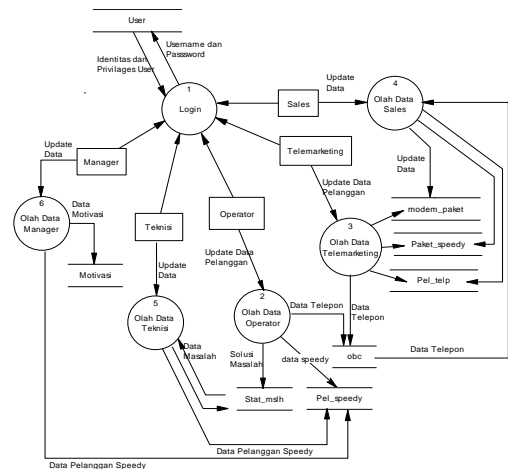 User
Username dan
Passsword
Identitas dan
Privilages User
1
Login
Sales
Update
Data
4
Olah Data
Sales
Update
Data
Manager
Telemarketing
Update
Data
Update Data
Pelanggan
modem_paket
6
Olah Data
Manager
Data
Motivasi
Teknisi
Operator
3
Olah Data
Telemarketing
Paket_speedy
Update Data
Pelanggan
Motivasi
Update
Data
Pel_telp
5
Olah Data
Teknisi
2
Olah Data
Operator
Data Telepon
Data
Telepon
Data
Masalah
Solusi
Masalah
data speedy
obc
Data Telepon
Stat_mslh
Pel_speedy
Data Pelanggan Speedy
Data Pelanggan Speedy